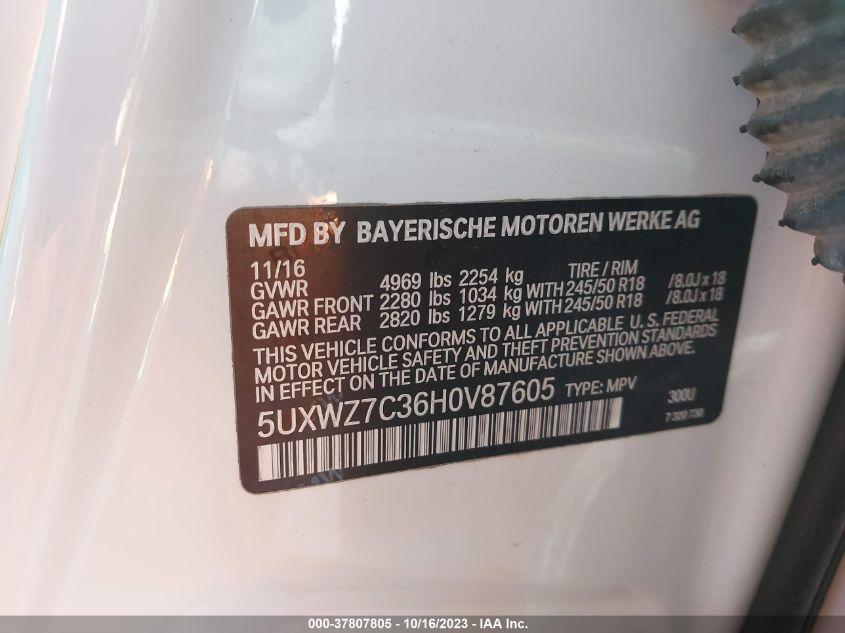 MFD BY BAYERISCHE MOTOREN WERKE AG
11/16 TIRE / RIM
GVWR 4969 lbs 2254 kg
GAWR FRONT 2280 lbs 1034 kg WITH 245/50 R18 /8.0J x 18
GAWR REAR 2820 lbs 1279 kg WITH 245/50 R18 /8.0J x 18
THIS VEHICLE CONFORMS TO ALL APPLICABLE U.S. FEDERAL
MOTOR VEHICLE SAFETY AND THEFT PREVENTION STANDARDS
IN EFFECT ON THE DATE OF MANUFACTURE SHOWN ABOVE.
5UXWZ7C36H0V87605 TYPE: MPV 300U
7 320 730
000-37807805 - 10/16/2023 - IAA Inc.